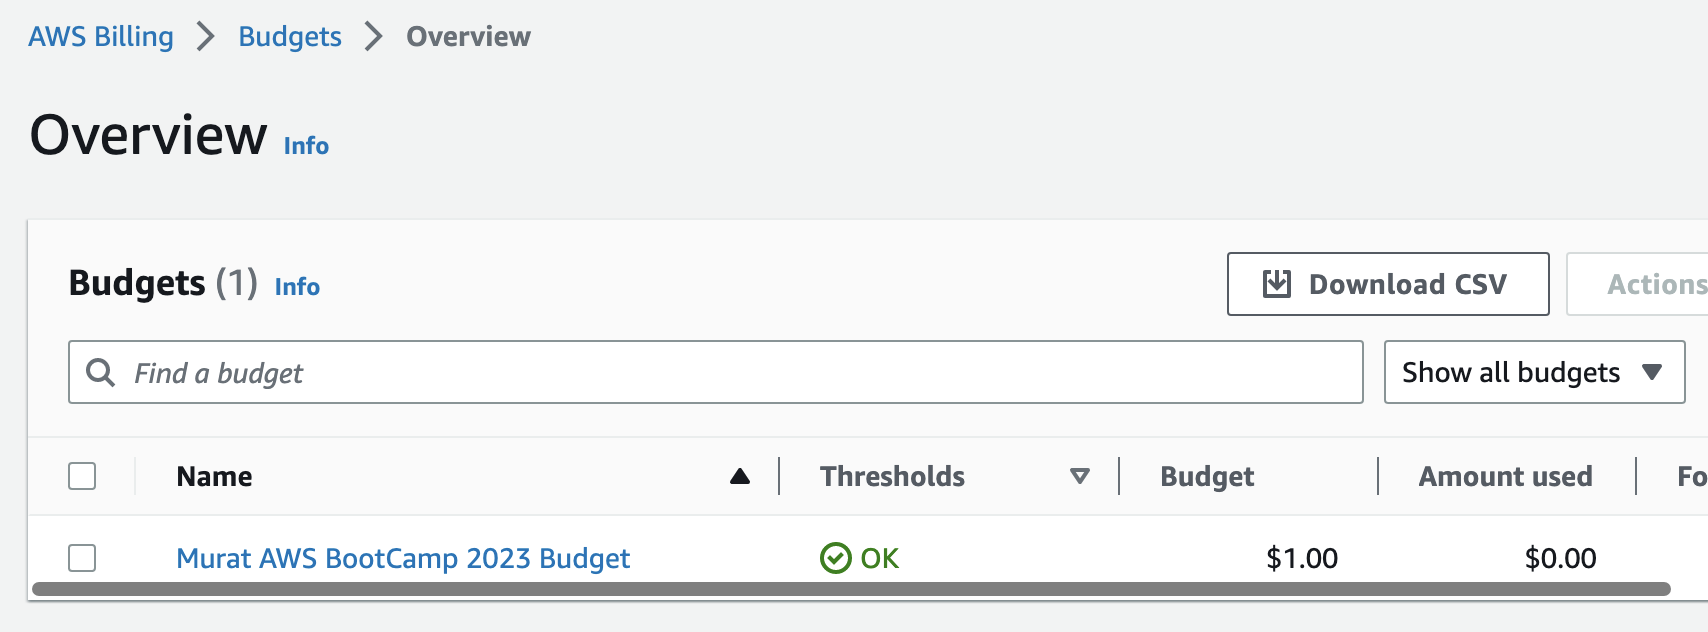 AWS Billing > Budgets > Overview
Overview Info
Budgets (1) Info
Download CSV
Actions
Find a budget
Show all budgets
Name Thresholds Budget Amount used Fo
Murat AWS BootCamp 2023 Budget OK $1.00 $0.00